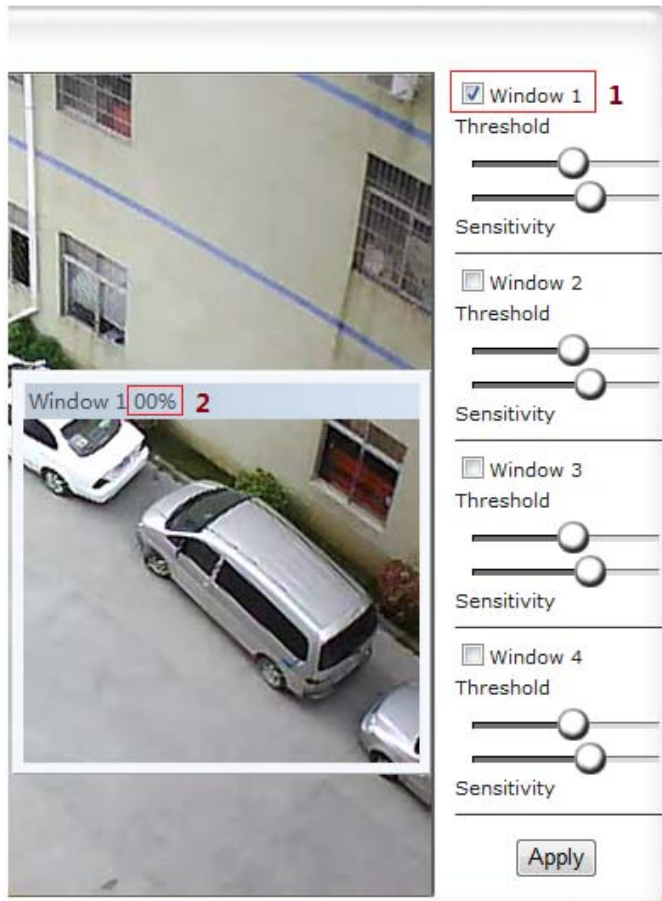 Window 1 1
Threshold
Sensitivity
Window 2
Threshold
Sensitivity
Window 1 00% 2
Window 3
Threshold
Sensitivity
Window 4
Threshold
Sensitivity
Apply